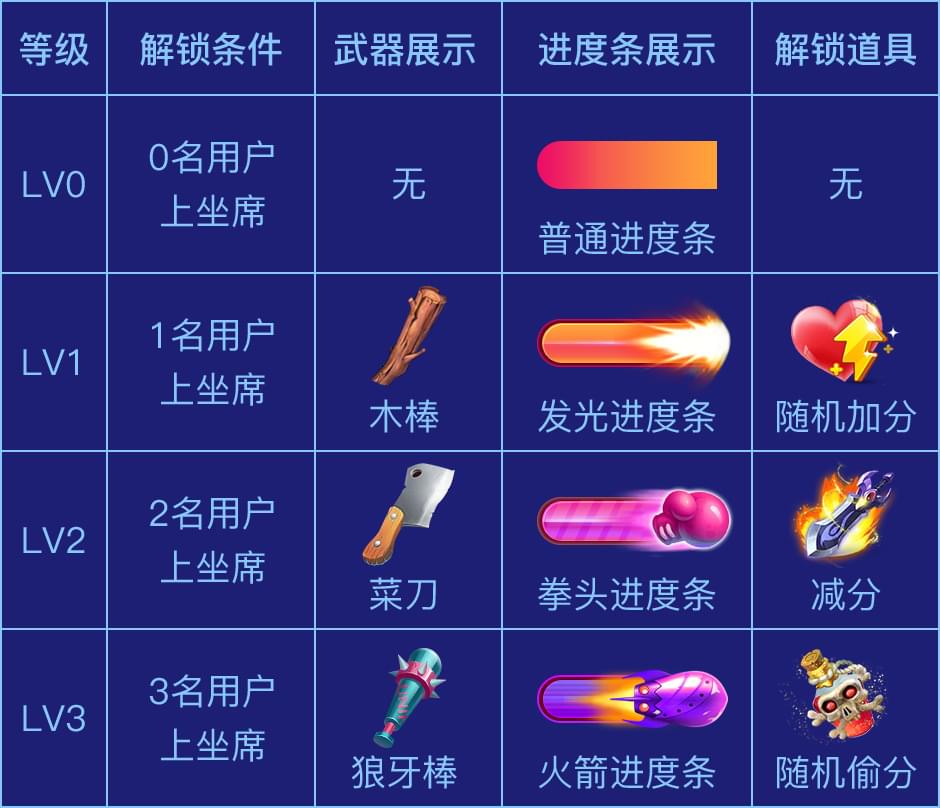 等级 解锁条件 武器展示 进度条展示 解锁道具
LV0 0名用户
上坐席 无 普通进度条 无
LV1 1名用户
上坐席 木棒 发光进度条 随机加分
LV2 2名用户
上坐席 菜刀 拳头进度条 减分
LV3 3名用户
上坐席 狼牙棒 火箭进度条 随机偷分